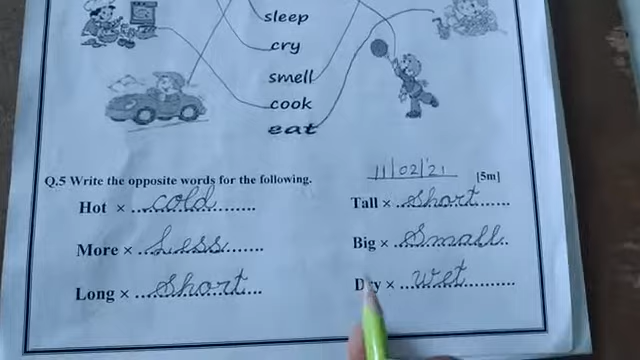 sleep
cry
smell
cook
eat
11/02/'21
Q.5 Write the opposite words for the following. [5m]
Hot × cold Tall × short
More × Less Big × Small
Long × short Dry × wet